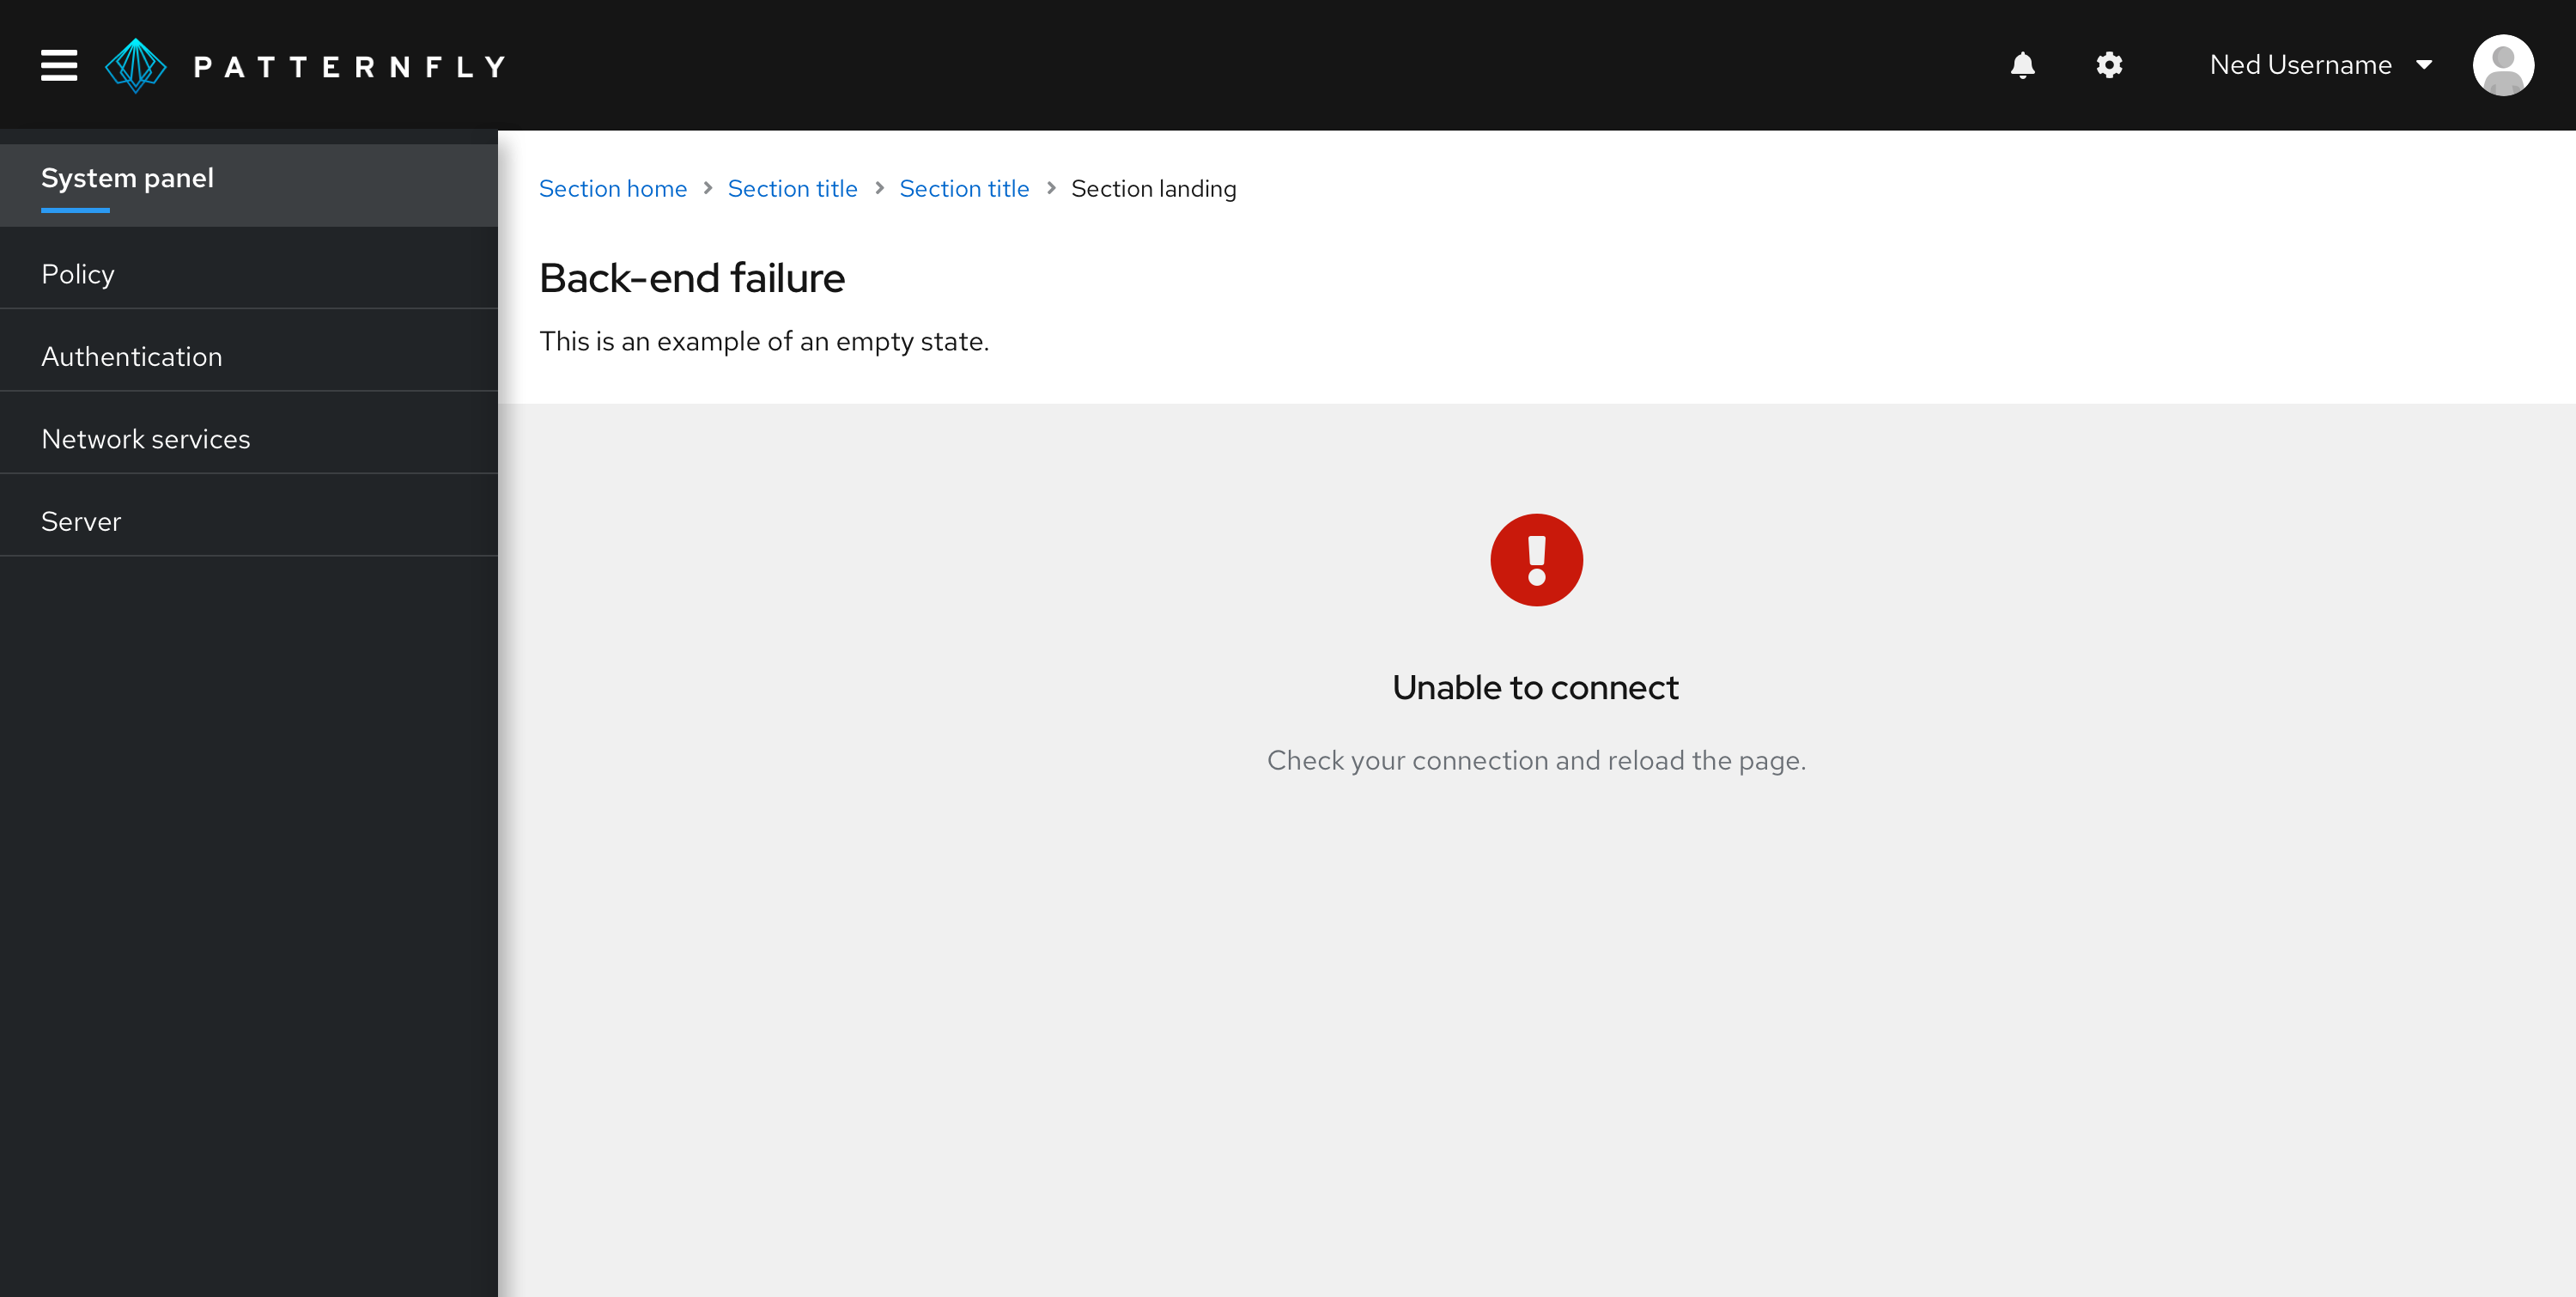 PATTERNFLY
Ned Username
System panel
Policy
Authentication
Network services
Server
Section home > Section title > Section title > Section landing
Back-end failure
This is an example of an empty state.
Unable to connect
Check your connection and reload the page.